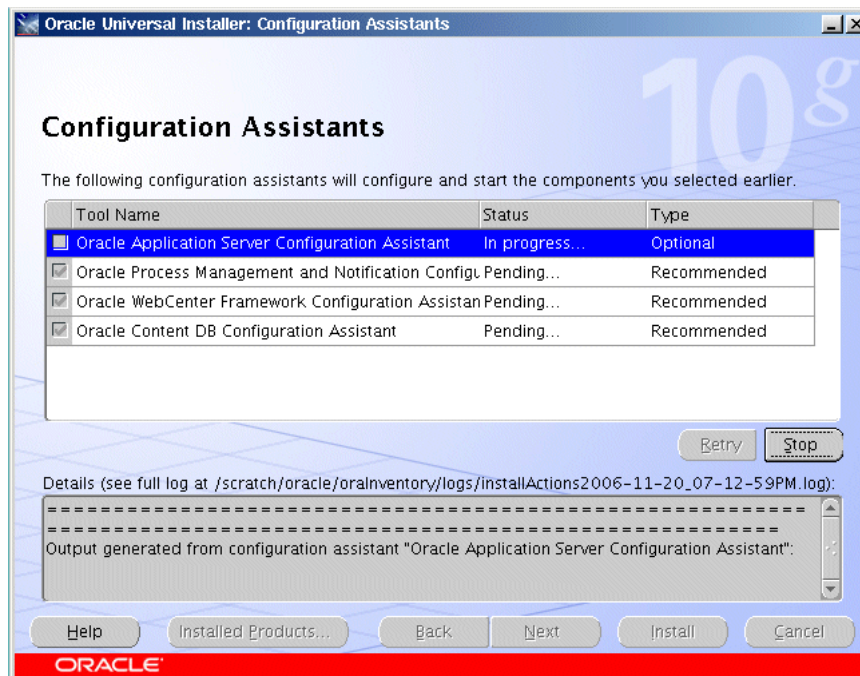 Oracle Universal Installer: Configuration Assistants
10g
Configuration Assistants
The following configuration assistants will configure and start the components you selected earlier.
Tool Name Status Type
Oracle Application Server Configuration Assistant In progress... Optional
Oracle Process Management and Notification Configu Pending... Recommended
Oracle WebCenter Framework Configuration Assistan Pending... Recommended
Oracle Content DB Configuration Assistant Pending... Recommended
Retry Stop
Details (see full log at /scratch/oracle/oraInventory/logs/installActions2006-11-20_07-12-59PM.log):
============================================================
==========================================================
Output generated from configuration assistant "Oracle Application Server Configuration Assistant":
Help Installed Products... Back Next Install Cancel
ORACLE